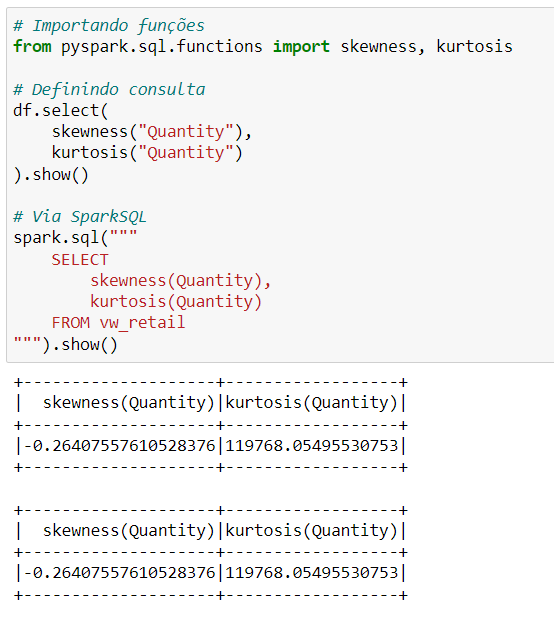 # Importando funções
from pyspark.sql.functions import skewness, kurtosis
# Definindo consulta
df.select(
    skewness("Quantity"),
    kurtosis("Quantity")
).show()
# Via SparkSQL
spark.sql("""
    SELECT
        skewness(Quantity),
        kurtosis(Quantity)
    FROM vw_retail
""").show()
+--------------------+------------------+
|  skewness(Quantity)|kurtosis(Quantity)|
+--------------------+------------------+
|-0.26407557610528376|119768.05495530753|
+--------------------+------------------+
+--------------------+------------------+
|  skewness(Quantity)|kurtosis(Quantity)|
+--------------------+------------------+
|-0.26407557610528376|119768.05495530753|
+--------------------+------------------+